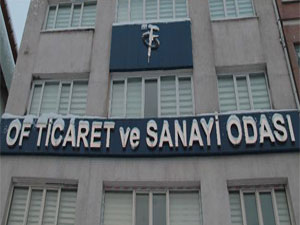 OF TİCARET ve SANAYİ ODASI